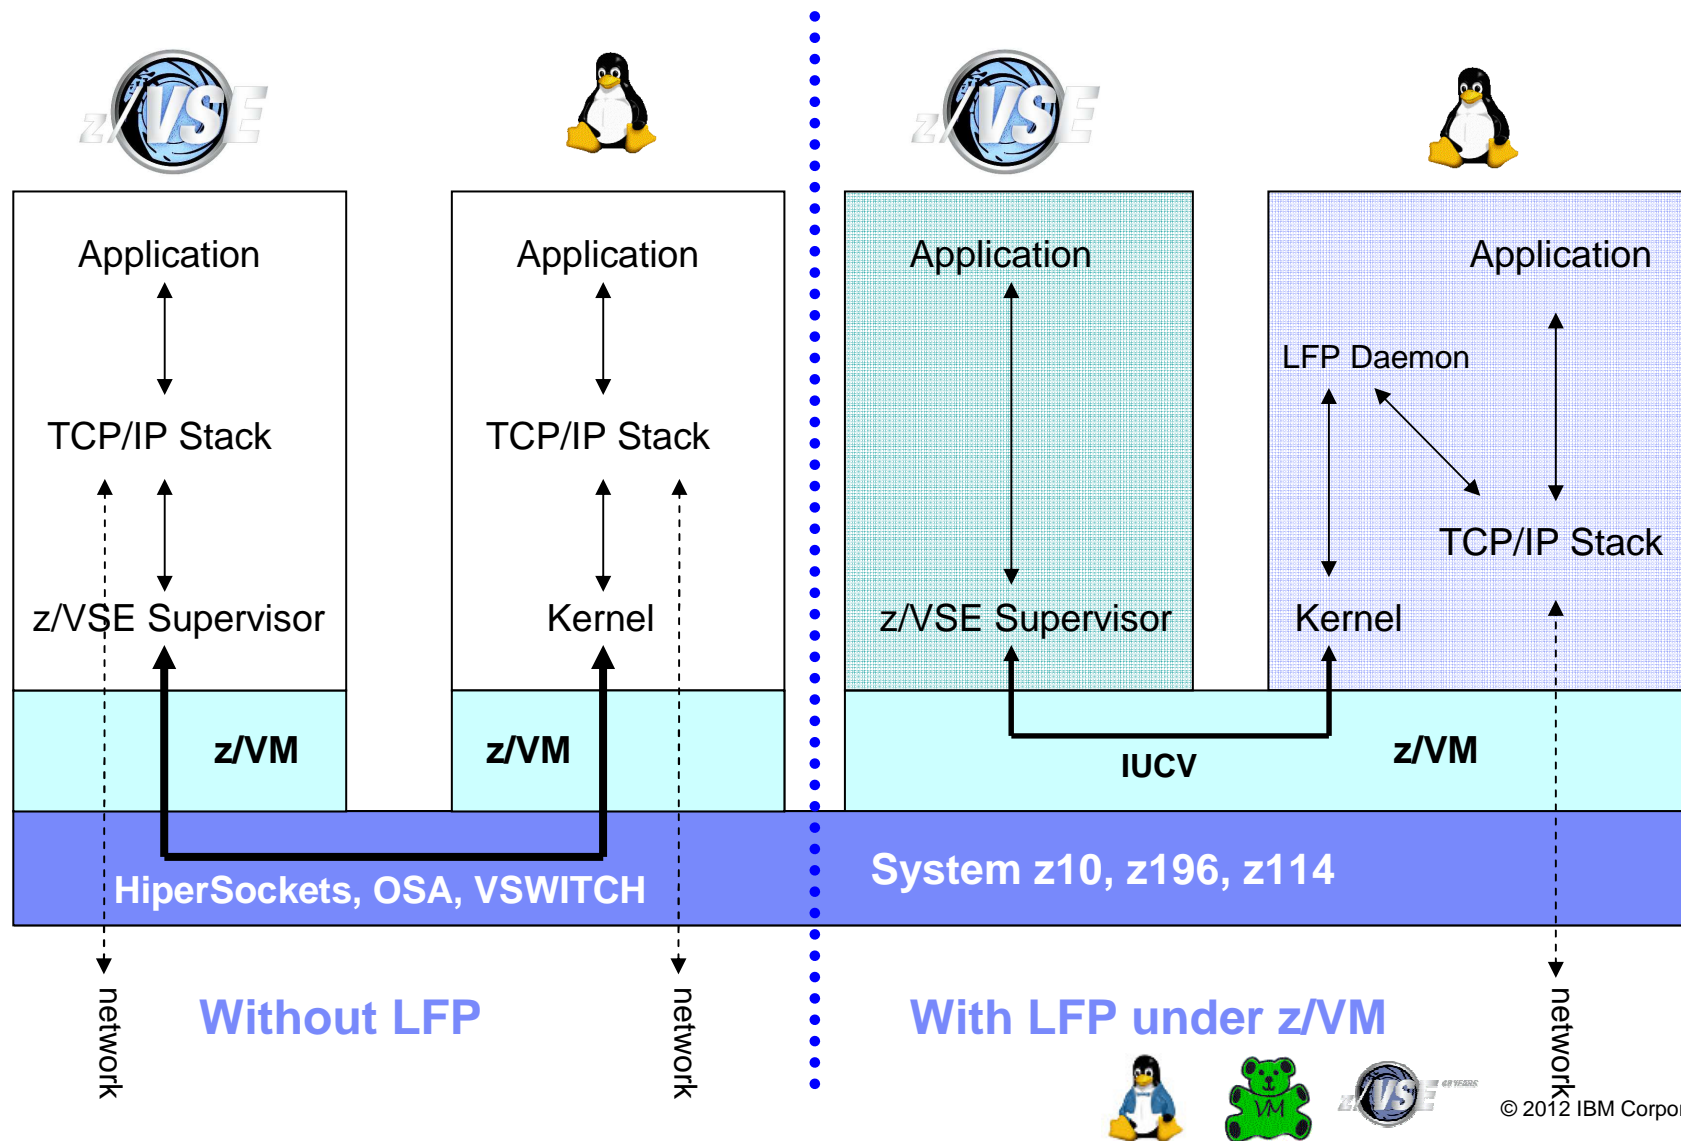 z/VSE
z/VSE
Application
Application
Application
Application
LFP Daemon
TCP/IP Stack
TCP/IP Stack
TCP/IP Stack
z/VSE Supervisor
Kernel
z/VSE Supervisor
Kernel
z/VM
z/VM
IUCV
z/VM
HiperSockets, OSA, VSWITCH
System z10, z196, z114
network
Without LFP
network
With LFP under z/VM
network
VM
z/VSE
© 2012 IBM Corpor